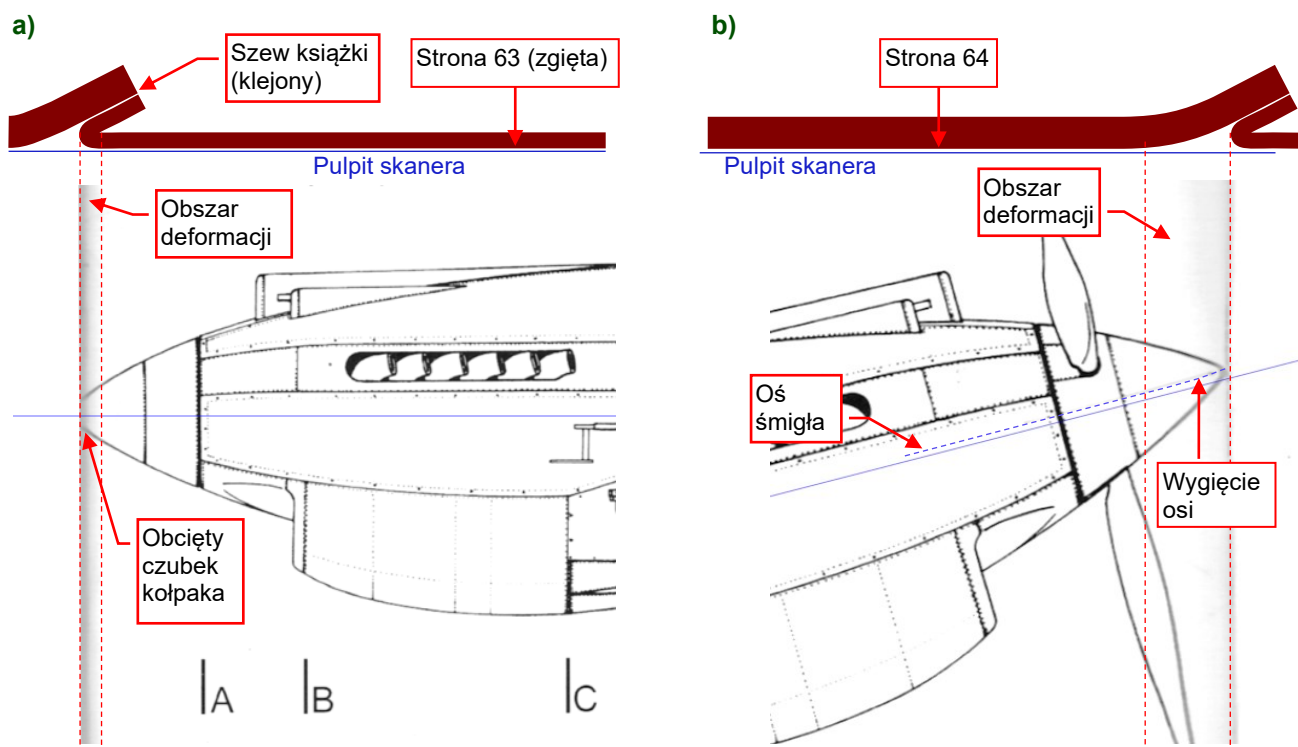 a)
Szew książki
(klejony)
Strona 63 (zgięta)
Pulpit skanera
Obszar
deformacji
Obcięty
czubek
kołpaka
A
B
C
b)
Strona 64
Pulpit skanera
Obszar
deformacji
Oś
śmigła
Wygięcie
osi